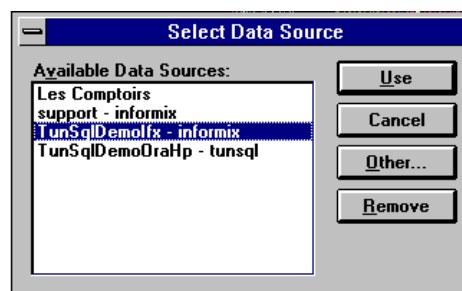 Select Data Source
Available Data Sources:
Les Comptoirs
support - informix
TunSqlDemoIfx - informix
TunSqlDemoOraHp - tunsql
Use
Cancel
Other...
Remove